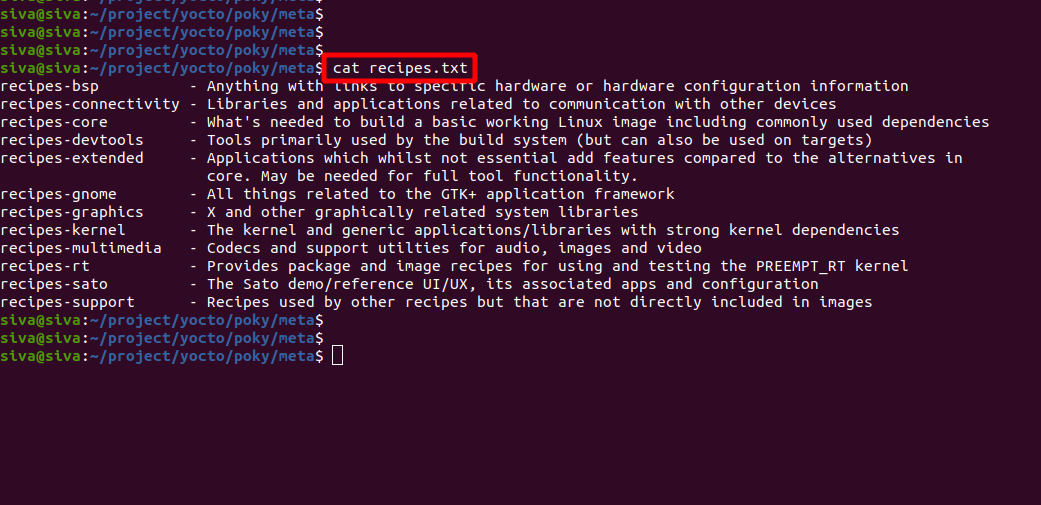 siva@siva:~/project/yocto/poky/meta$
siva@siva:~/project/yocto/poky/meta$
siva@siva:~/project/yocto/poky/meta$
siva@siva:~/project/yocto/poky/meta$ cat recipes.txt
recipes-bsp          - Anything with links to specific hardware or hardware configuration information
recipes-connectivity - Libraries and applications related to communication with other devices
recipes-core         - What's needed to build a basic working Linux image including commonly used dependencies
recipes-devtools     - Tools primarily used by the build system (but can also be used on targets)
recipes-extended     - Applications which whilst not essential add features compared to the alternatives in
                       core. May be needed for full tool functionality.
recipes-gnome        - All things related to the GTK+ application framework
recipes-graphics     - X and other graphically related system libraries
recipes-kernel       - The kernel and generic applications/libraries with strong kernel dependencies
recipes-multimedia   - Codecs and support utilties for audio, images and video
recipes-rt           - Provides package and image recipes for using and testing the PREEMPT_RT kernel
recipes-sato         - The Sato demo/reference UI/UX, its associated apps and configuration
recipes-support      - Recipes used by other recipes but that are not directly included in images
siva@siva:~/project/yocto/poky/meta$
siva@siva:~/project/yocto/poky/meta$
siva@siva:~/project/yocto/poky/meta$